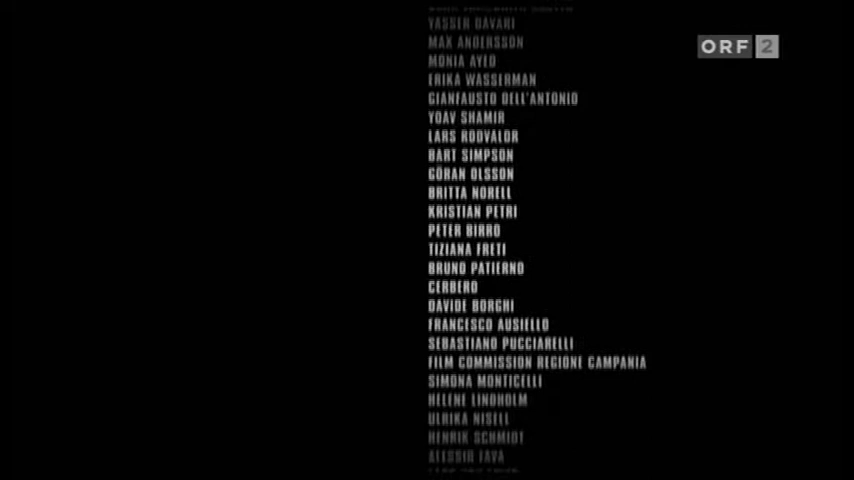 YASSER DAVARI
MAX ANDERSSON
MONIA AYED
ERIKA WASSERMAN
GIANFAUSTO DELL'ANTONIO
YOAV SHAMIR
LARS RODVALDR
BART SIMPSON
GÖRAN OLSSON
BRITTA NORELL
KRISTIAN PETRI
PETER BIRRO
TIZIANA FRETI
BRUNO PATIERNO
CERBERO
DAVIDE BORGHI
FRANCESCO AUSIELLO
SEBASTIANO PUCCIARELLI
FILM COMMISSION REGIONE CAMPANIA
SIMONA MONTICELLI
HELENE LINDHOLM
ULRIKA NISELL
HENRIK SCHMIDT
ALESSIO FAVA
ORF 2